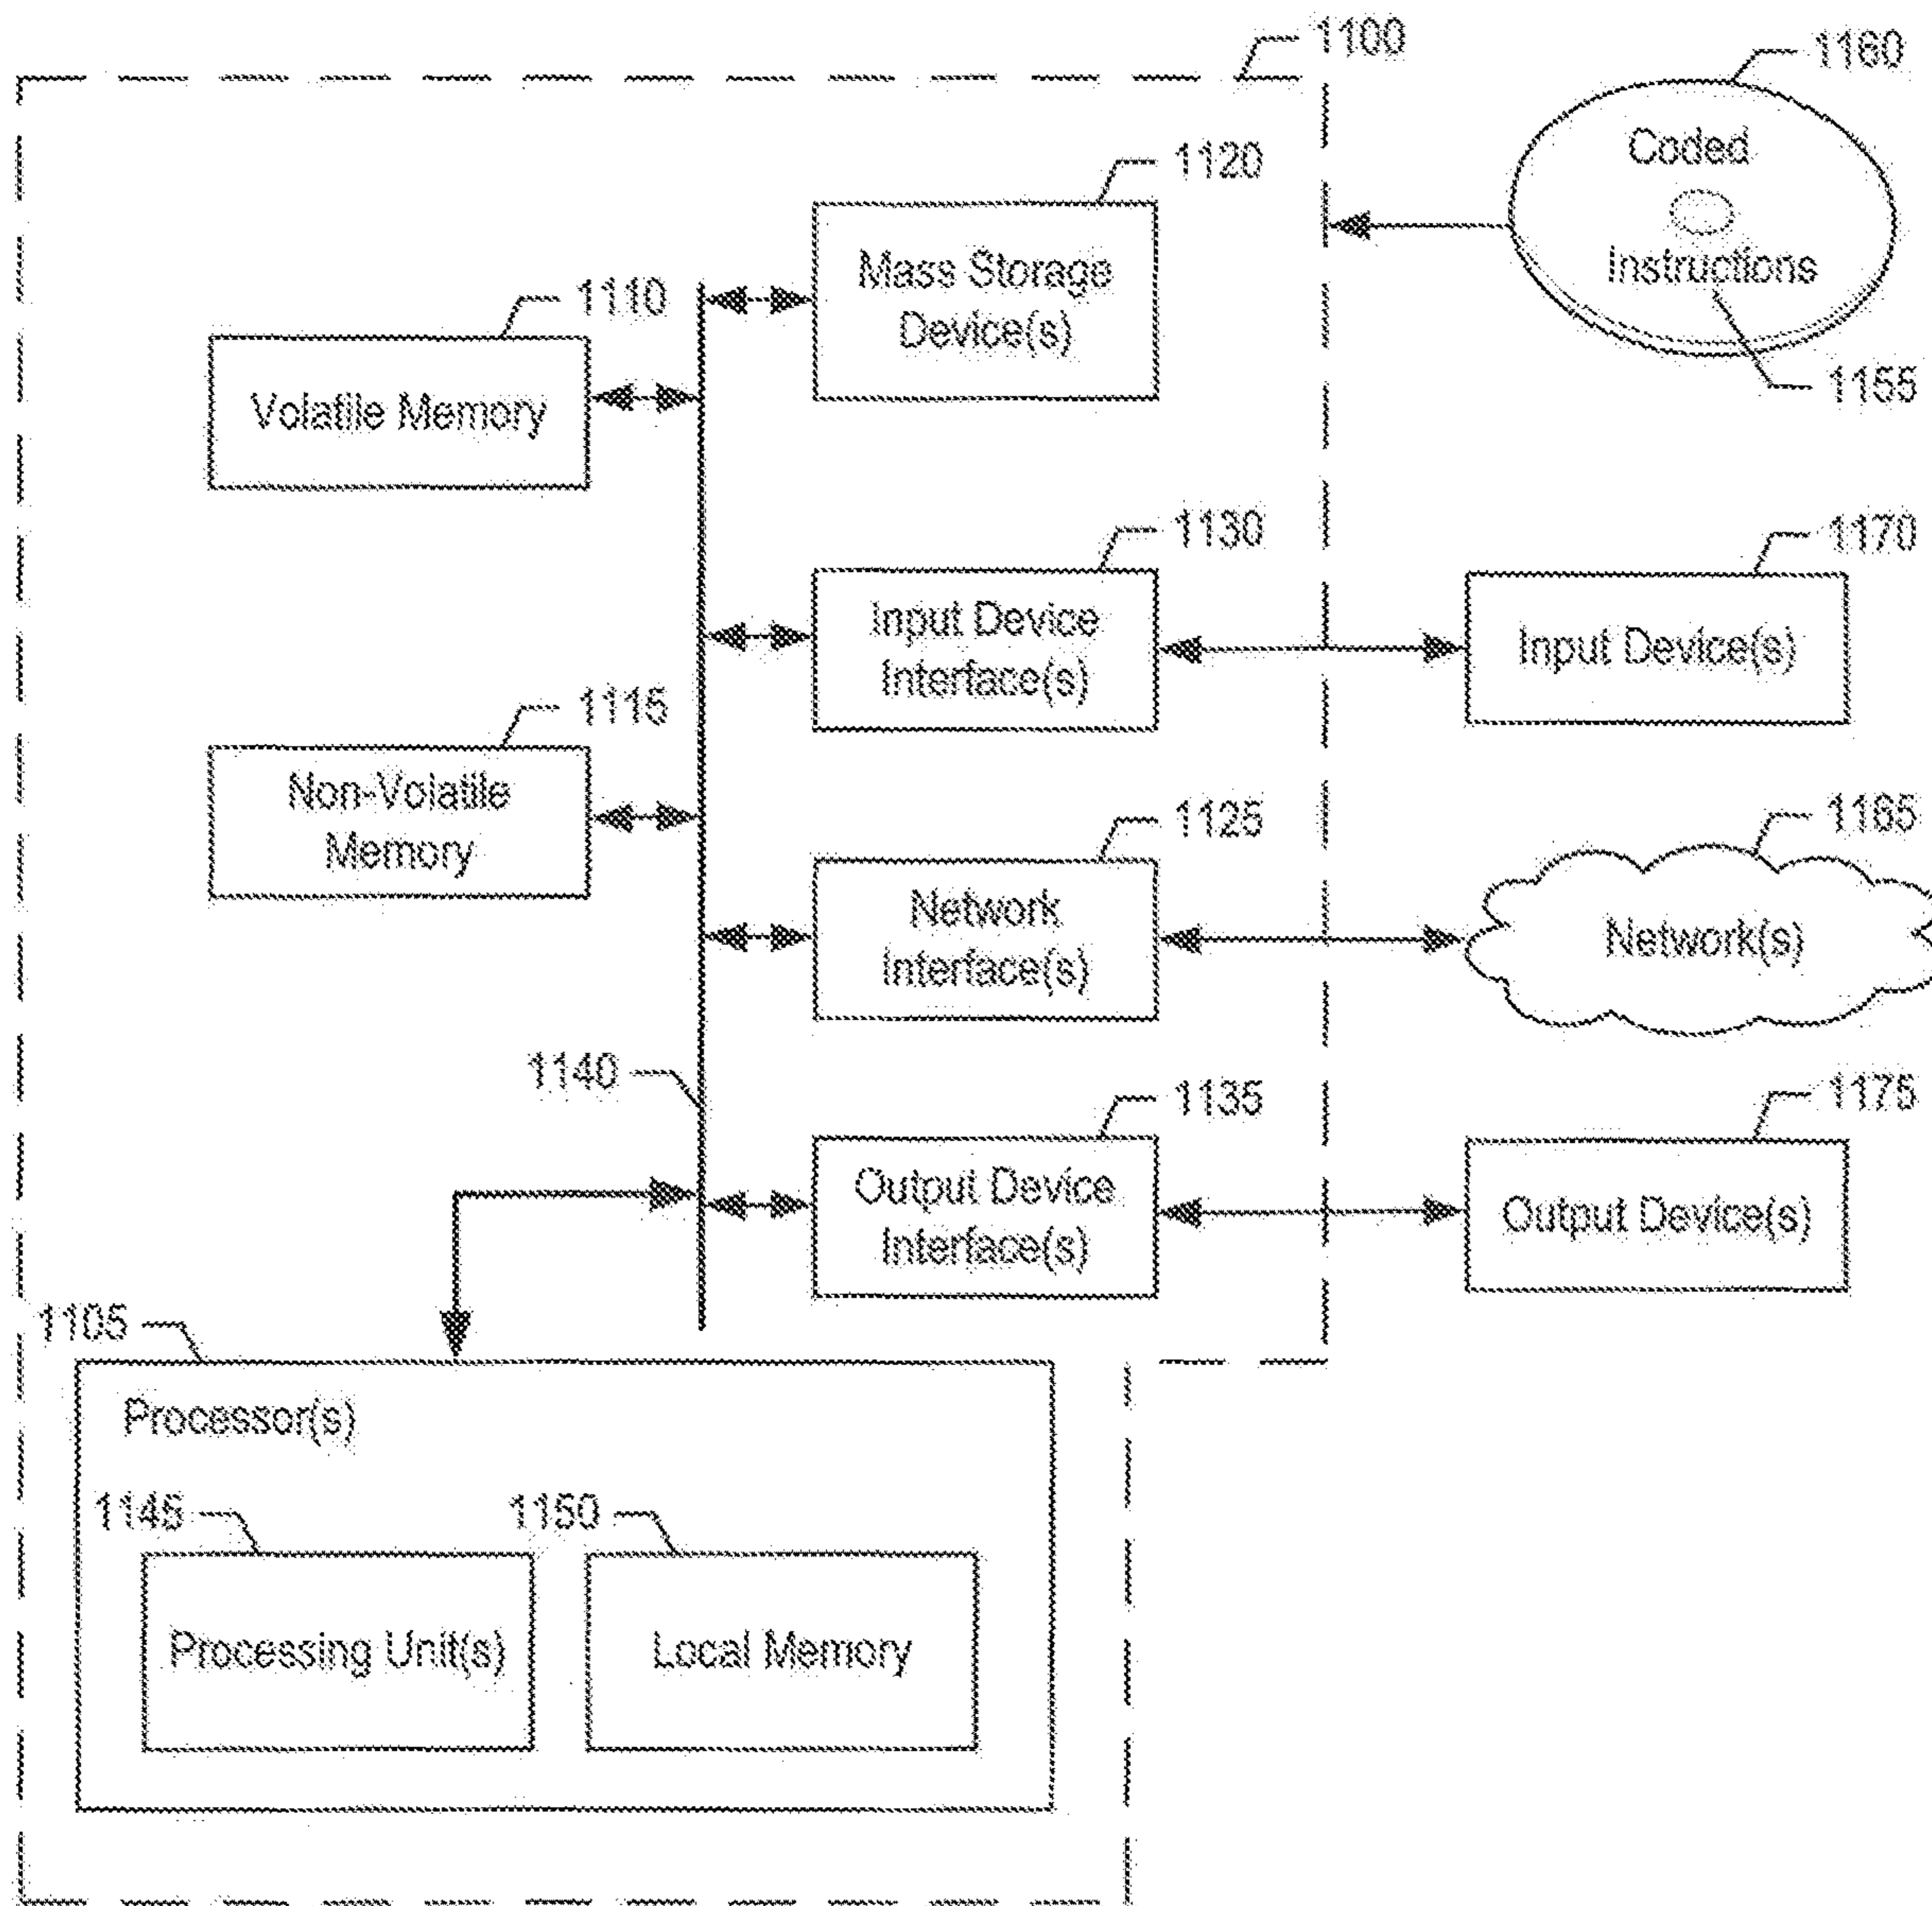 1100
1160
Coded
Instructions
1155
1120
Mass Storage
Device(s)
1110
Volatile Memory
1130
Input Device
Interface(s)
1170
Input Device(s)
1115
Non-Volatile
Memory
1125
Network
Interface(s)
1165
Network(s)
1140
1135
Output Device
Interface(s)
1175
Output Device(s)
1105
Processor(s)
1145
Processing Unit(s)
1150
Local Memory